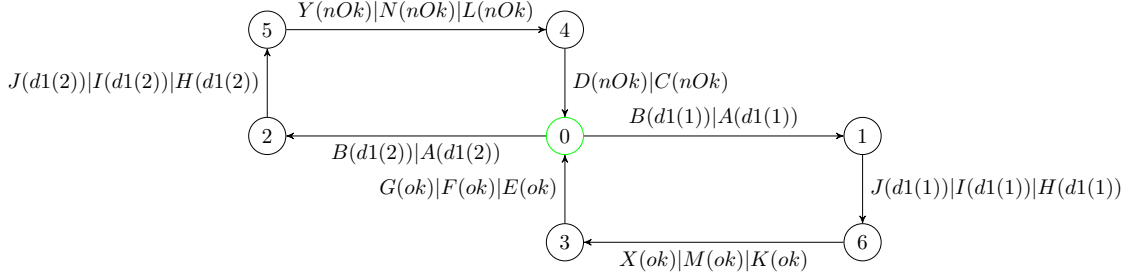 Y(nOk)|N(nOk)|L(nOk)
5
4
J(d1(2))|I(d1(2))|H(d1(2))
D(nOk)|C(nOk)
B(d1(1))|A(d1(1))
2
0
1
B(d1(2))|A(d1(2))
G(ok)|F(ok)|E(ok)
J(d1(1))|I(d1(1))|H(d1(1))
3
6
X(ok)|M(ok)|K(ok)